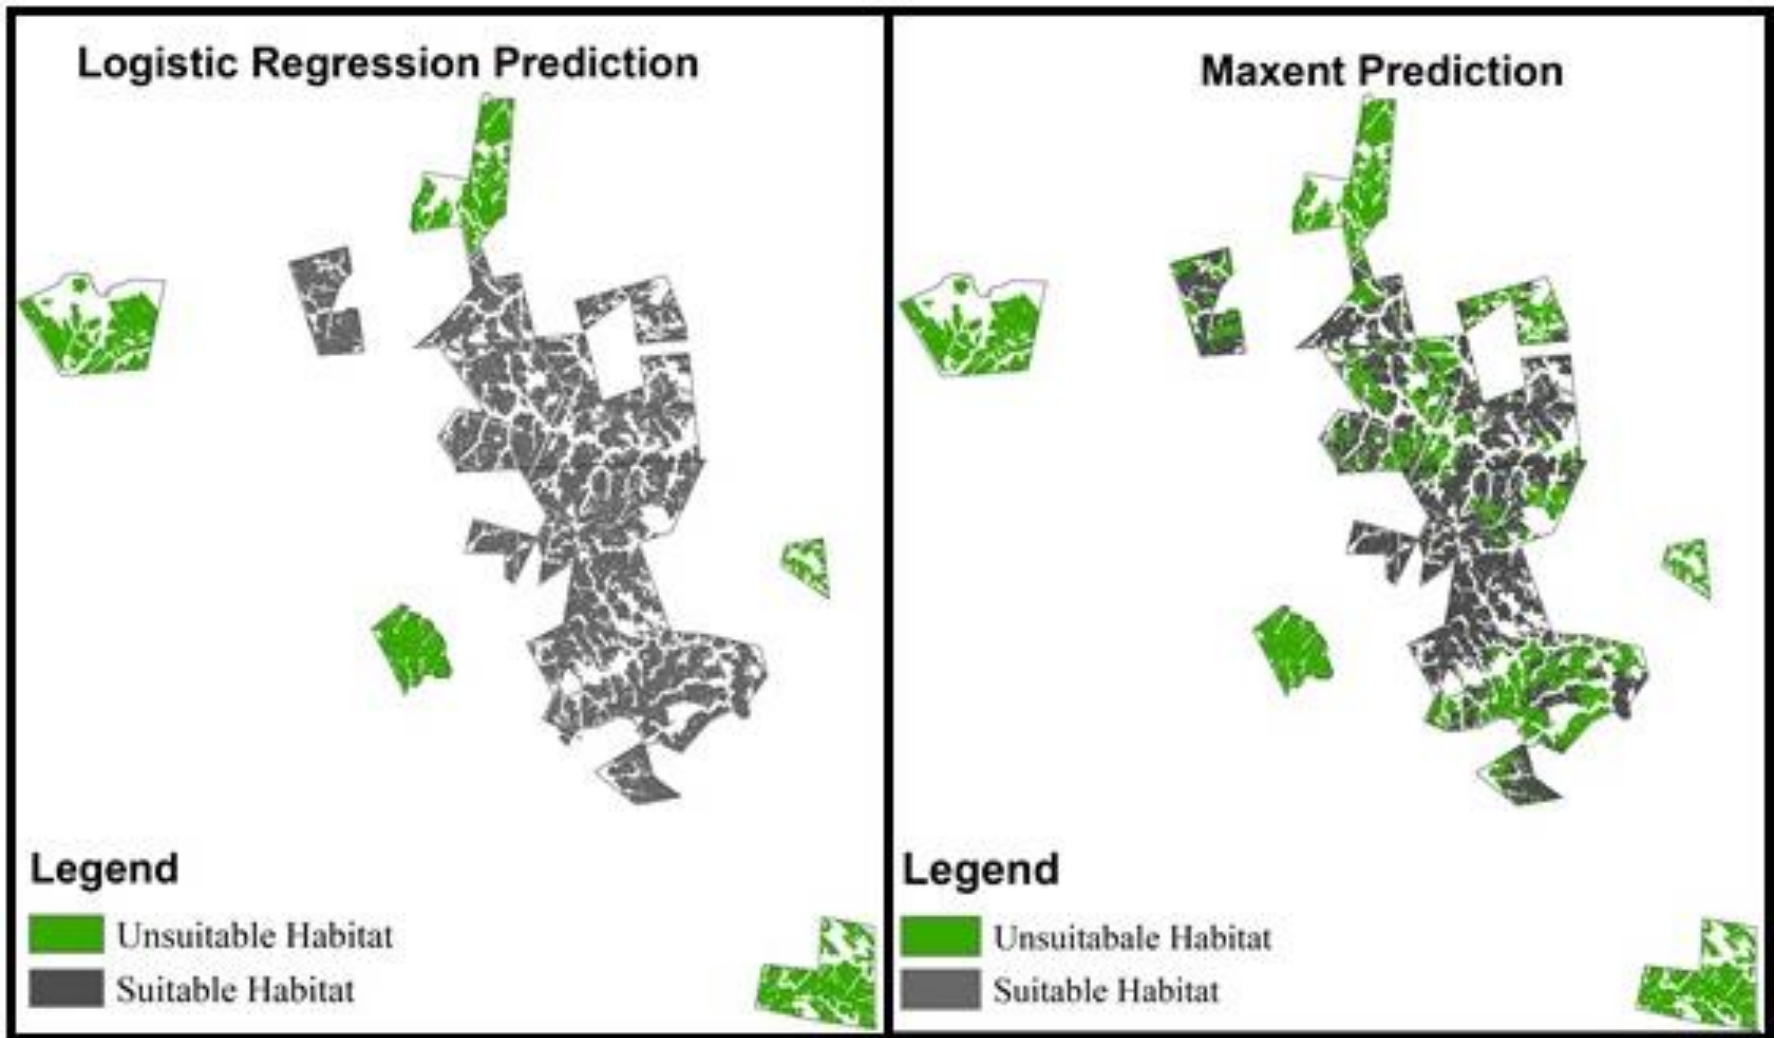 Logistic Regression Prediction
Legend
Unsuitable Habitat
Suitable Habitat
Maxent Prediction
Legend
Unsuitabale Habitat
Suitable Habitat